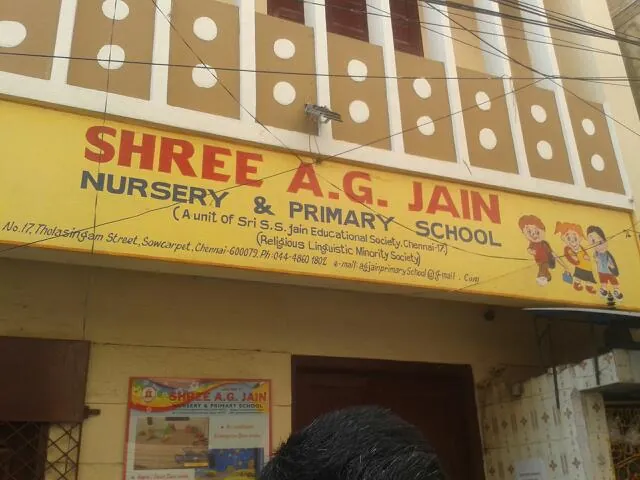 SHREE A.G. JAIN
NURSERY & PRIMARY SCHOOL
(A unit of Sri S.S. Jain Educational Society, Chennai-17.)
(Religious Linguistic Minority Society)
No.17, Tholasingam Street, Sowcarpet, Chennai-600079. Ph:044-4860 1802 e-mail: agjainprimarySchool@g-mail.Com
SHREE A.G. JAIN
NURSERY & PRIMARY SCHOOL